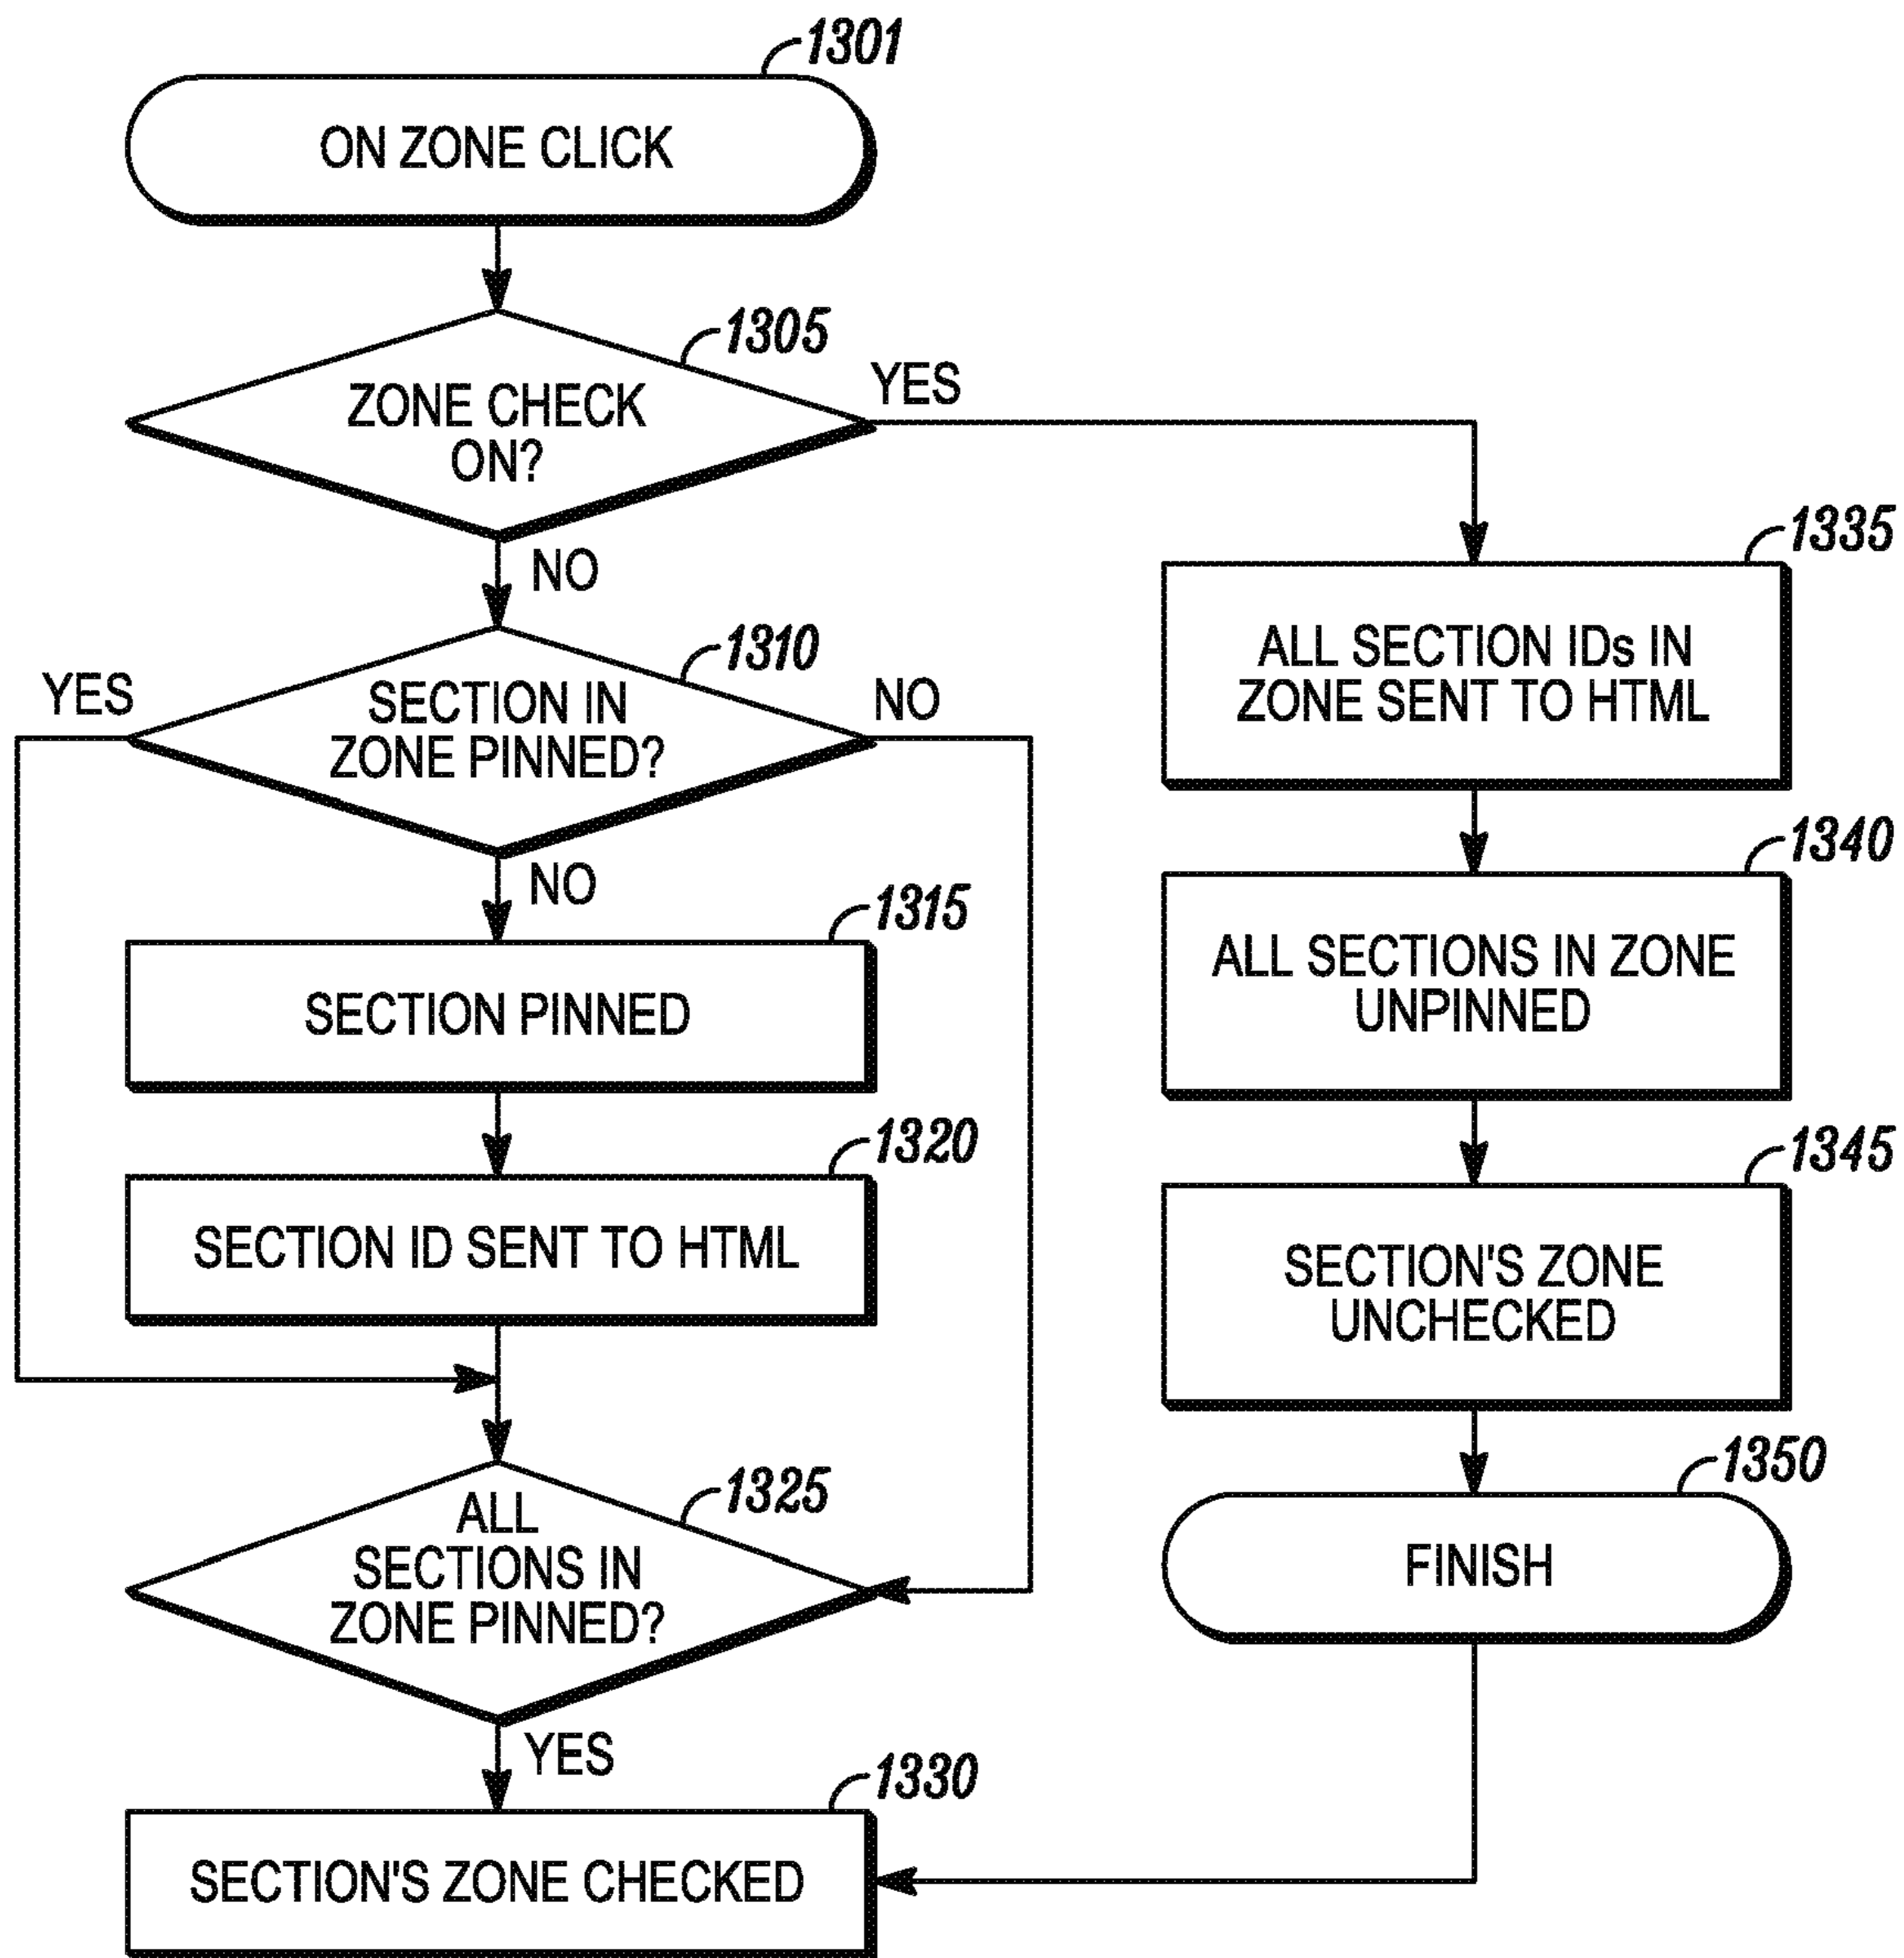 1301
ON ZONE CLICK
1305
ZONE CHECK
ON?
YES
NO
1310
SECTION IN
ZONE PINNED?
YES
NO
NO
1315
SECTION PINNED
1320
SECTION ID SENT TO HTML
1325
ALL
SECTIONS IN
ZONE PINNED?
YES
1330
SECTION'S ZONE CHECKED
1335
ALL SECTION IDs IN
ZONE SENT TO HTML
1340
ALL SECTIONS IN ZONE
UNPINNED
1345
SECTION'S ZONE
UNCHECKED
1350
FINISH